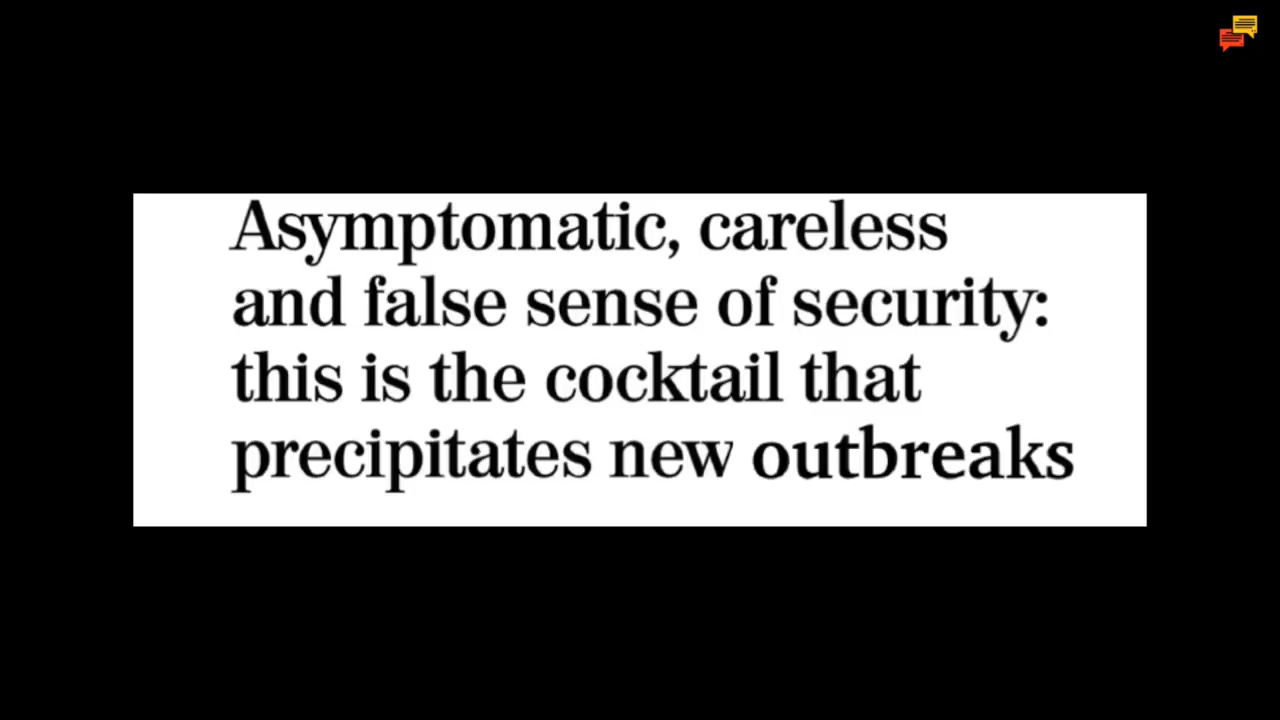 Asymptomatic, careless
and false sense of security:
this is the cocktail that
precipitates new outbreaks